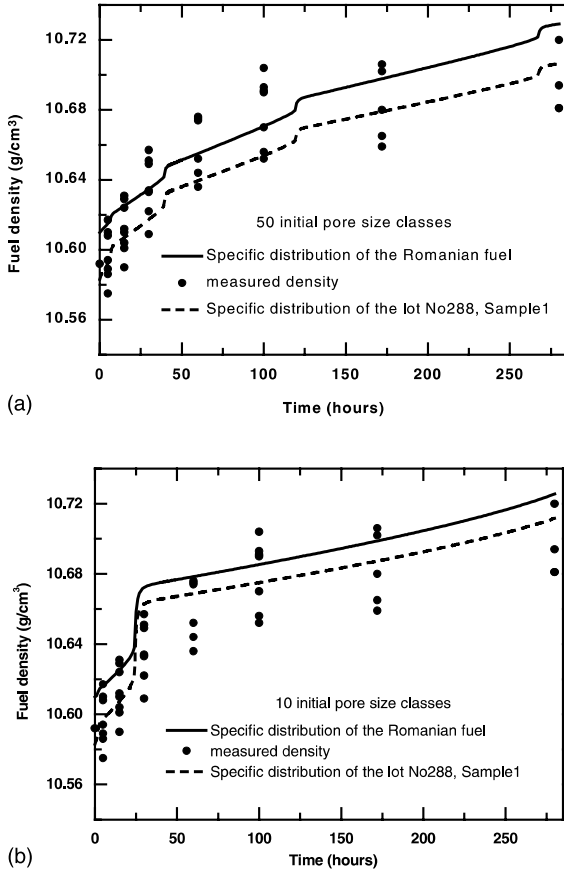 (a)
Fuel density (g/cm³)
10.72
10.68
10.64
10.60
10.56
50 initial pore size classes
Specific distribution of the Romanian fuel
measured density
Specific distribution of the lot No288, Sample1
0 50 100 150 200 250
Time (hours)
(b)
Fuel density (g/cm³)
10.72
10.68
10.64
10.60
10.56
10 initial pore size classes
Specific distribution of the Romanian fuel
measured density
Specific distribution of the lot No288, Sample1
0 50 100 150 200 250
Time (hours)